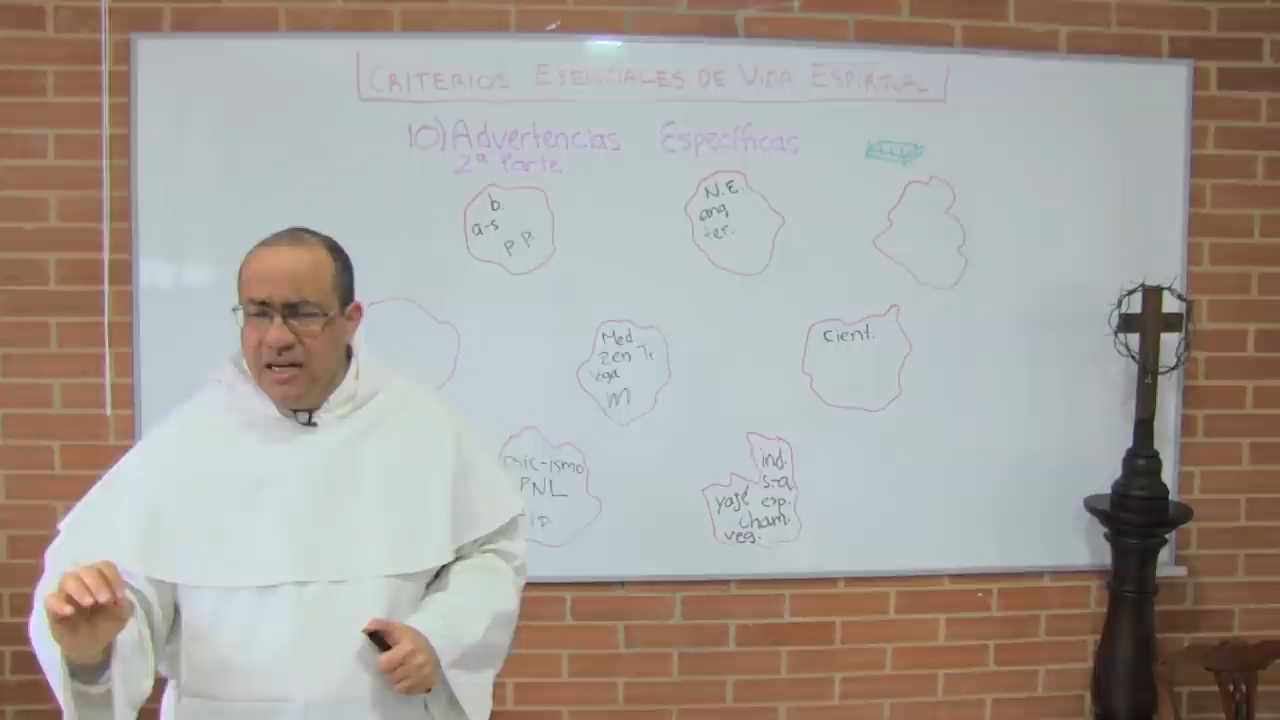 CRITERIOS ESENCIALES DE VIDA ESPIRITUAL
10) Advertencias Específicas
2ª Parte
b.
a-s
P P.
N.E.
ang
ter.
Med
Zen
yoga
M
Cient.
PNL
ind.
s-a
yajé esp.
cham.
veg.